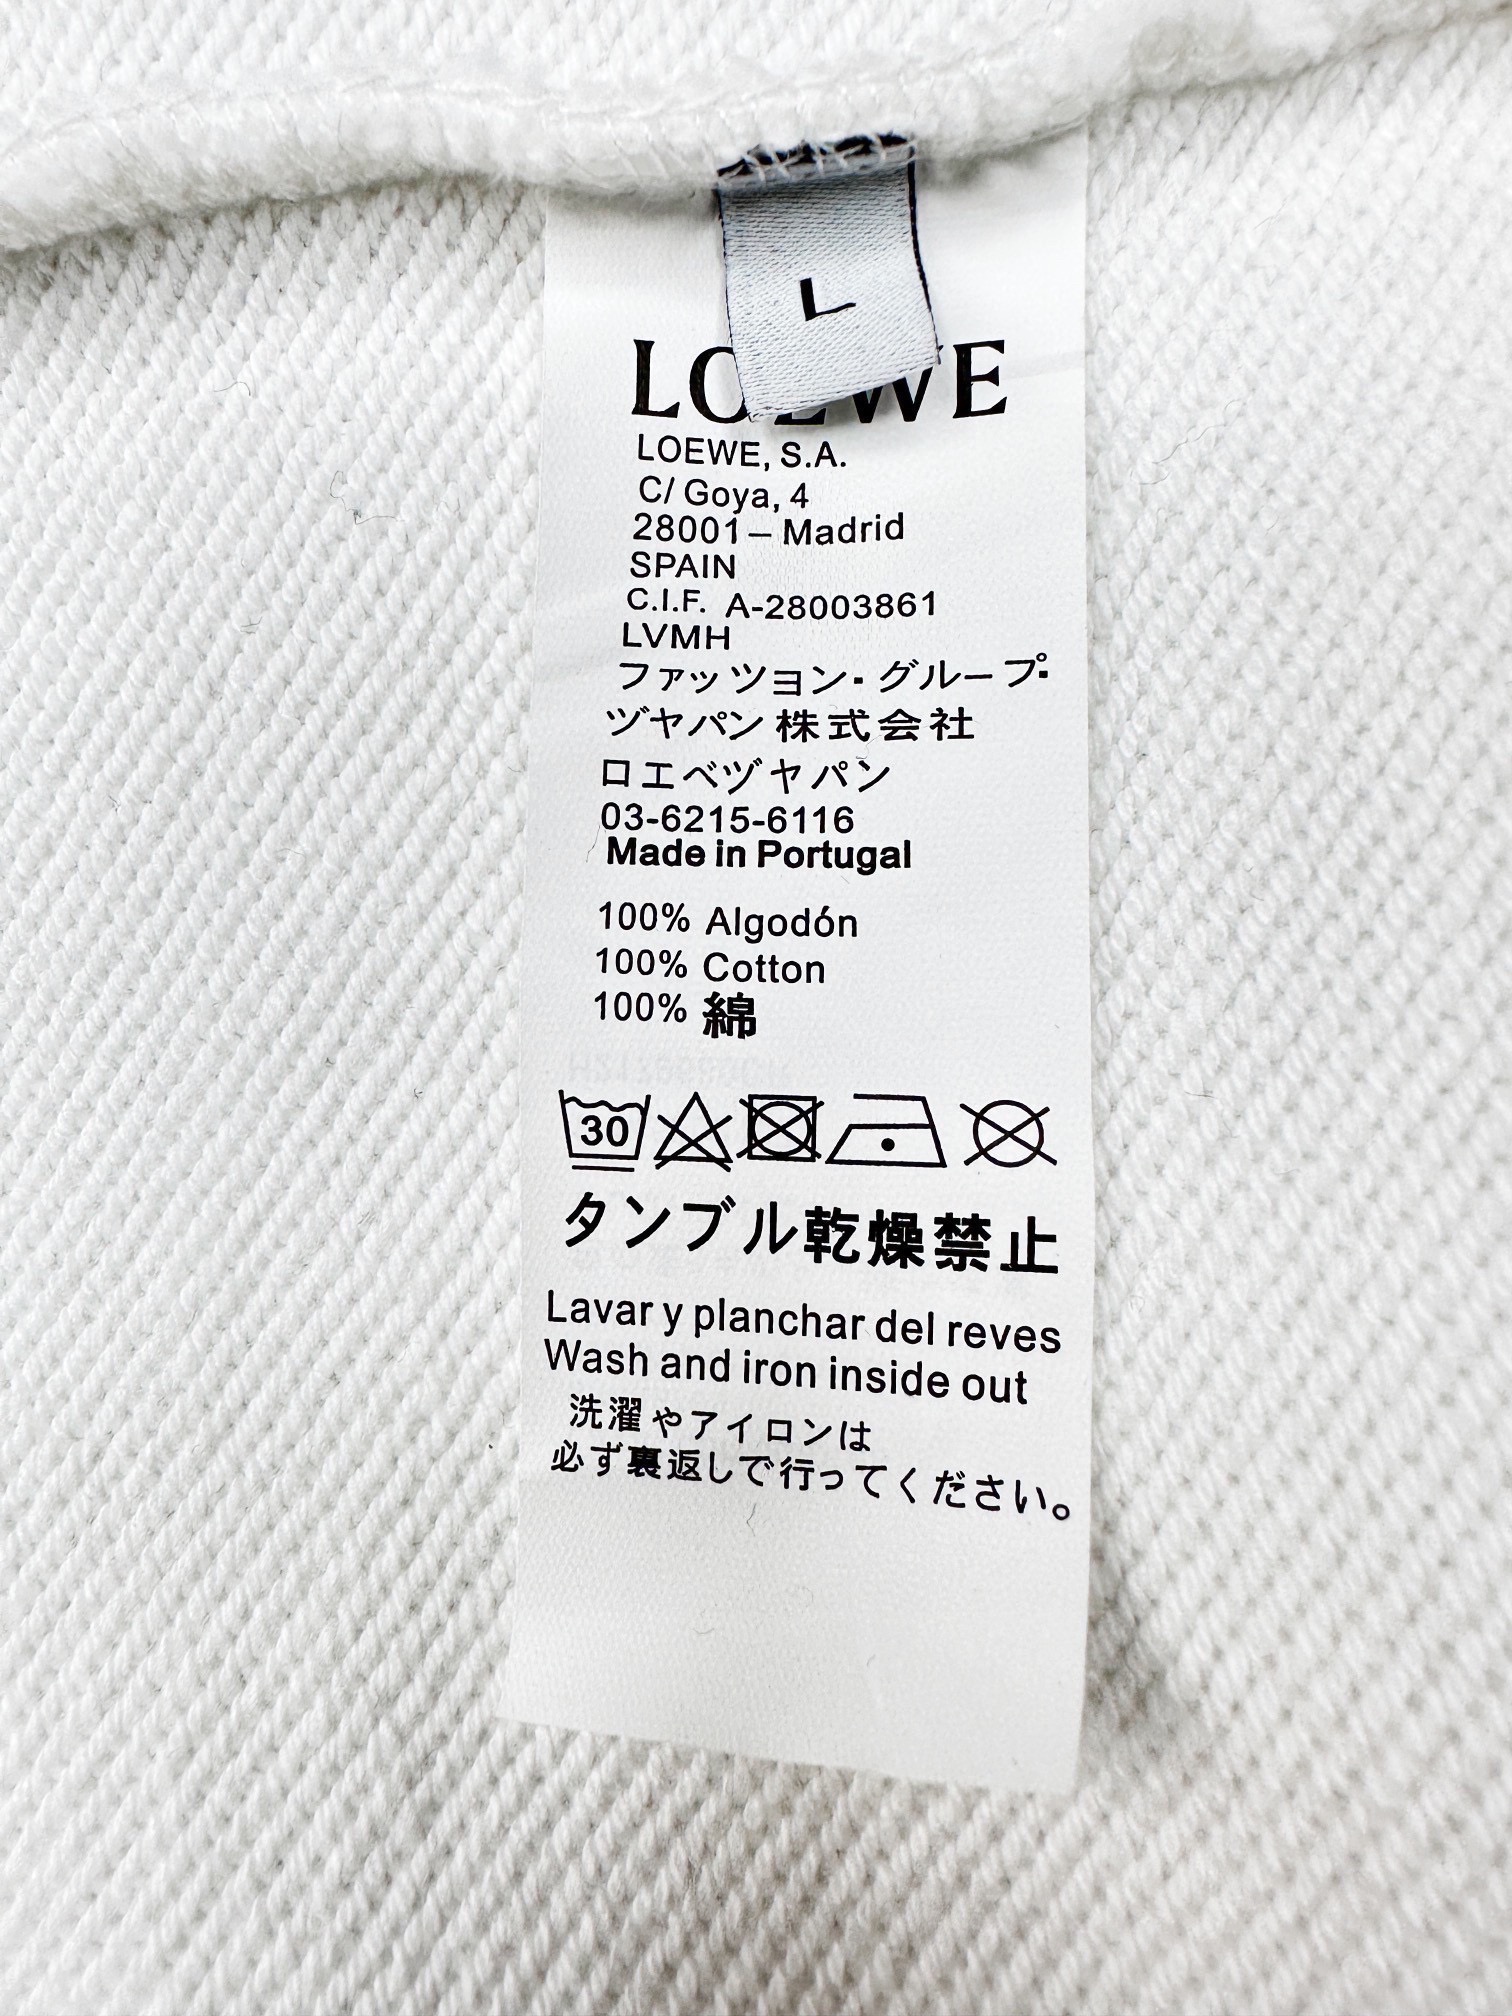 L
LOEWE
LOEWE, S.A.
C/ Goya, 4
28001 – Madrid
SPAIN
C.I.F. A-28003861
LVMH
ファッツョン・グループ・
ヅャパン 株式会社
ロエベヅャパン
03-6215-6116
Made in Portugal
100% Algodón
100% Cotton
100% 綿
30
タンブル乾燥禁止
Lavar y planchar del reves
Wash and iron inside out
洗濯やアイロンは
必ず裏返しで行ってください。